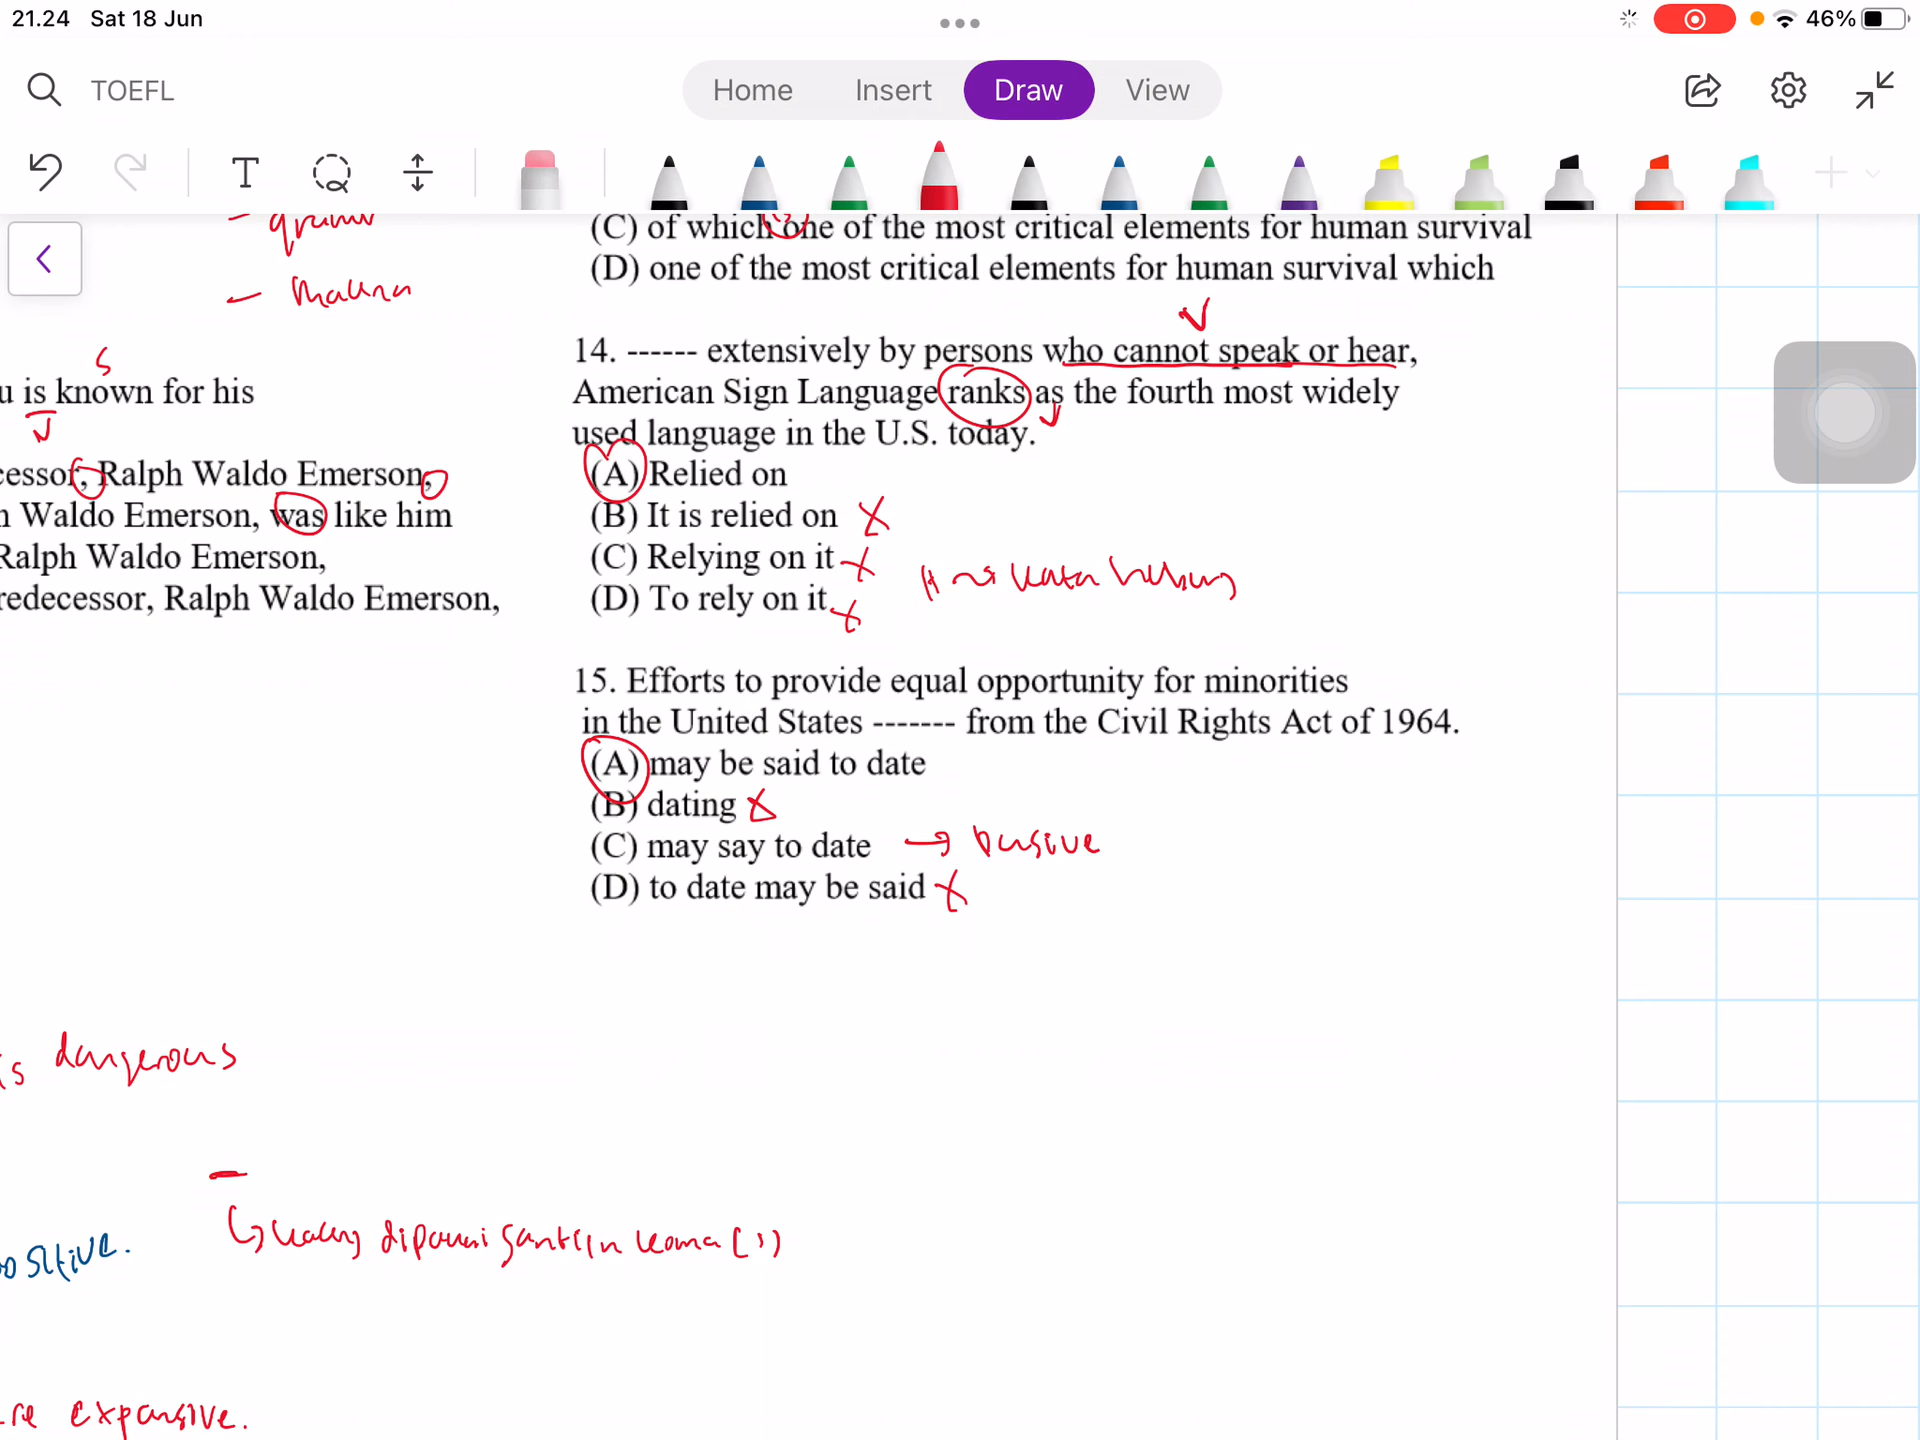 21.24 Sat 18 Jun
46%
TOEFL
Home Insert Draw View
T
(C) of which one of the most critical elements for human survival
(D) one of the most critical elements for human survival which
- Makna
14. ------ extensively by persons who cannot speak or hear,
American Sign Language ranks as the fourth most widely
used language in the U.S. today.
(A) Relied on
(B) It is relied on
(C) Relying on it
(D) To rely on it
S
u is known for his
V
cessor, Ralph Waldo Emerson,
n Waldo Emerson, was like him
Ralph Waldo Emerson,
redecessor, Ralph Waldo Emerson,
15. Efforts to provide equal opportunity for minorities
in the United States ------- from the Civil Rights Act of 1964.
(A) may be said to date
(B) dating
(C) may say to date
(D) to date may be said
is dangerous
ositive.
koma (,)
re expansive.